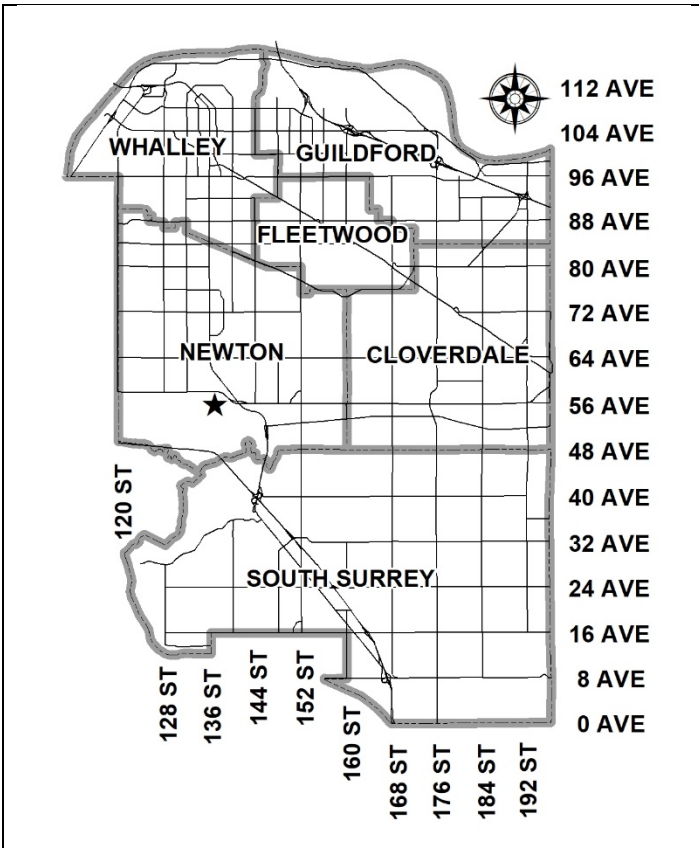 112 AVE
104 AVE
WHALLEY
GUILDFORD
96 AVE
88 AVE
FLEETWOOD
80 AVE
72 AVE
NEWTON
CLOVERDALE
64 AVE
56 AVE
48 AVE
120 ST
40 AVE
32 AVE
SOUTH SURREY
24 AVE
16 AVE
8 AVE
0 AVE
128 ST
136 ST
144 ST
152 ST
160 ST
168 ST
176 ST
184 ST
192 ST